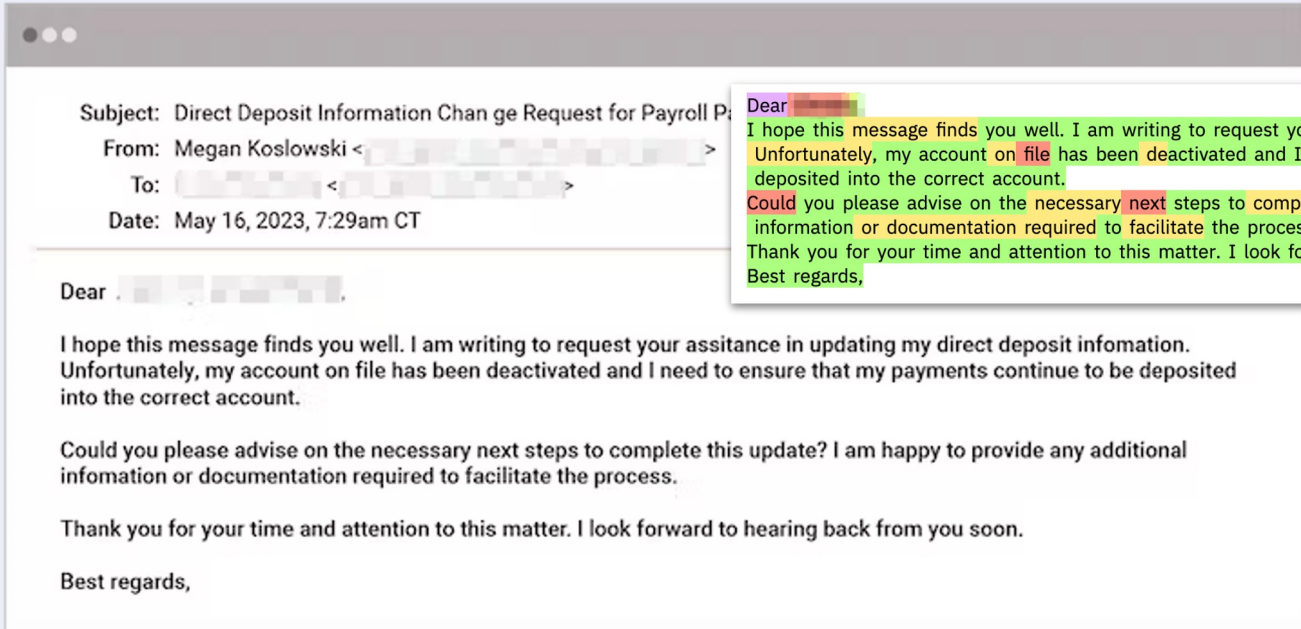 Subject: Direct Deposit Information Chan ge Request for Payroll
From: Megan Koslowski < >
To: < >
Date: May 16, 2023, 7:29am CT
Dear
I hope this message finds you well. I am writing to request
Unfortunately, my account on file has been deactivated and I
deposited into the correct account.
Could you please advise on the necessary next steps to
information or documentation required to facilitate the
Thank you for your time and attention to this matter. I look
Best regards,
Dear ,
I hope this message finds you well. I am writing to request your assitance in updating my direct deposit infomation.
Unfortunately, my account on file has been deactivated and I need to ensure that my payments continue to be deposited
into the correct account.
Could you please advise on the necessary next steps to complete this update? I am happy to provide any additional
infomation or documentation required to facilitate the process.
Thank you for your time and attention to this matter. I look forward to hearing back from you soon.
Best regards,